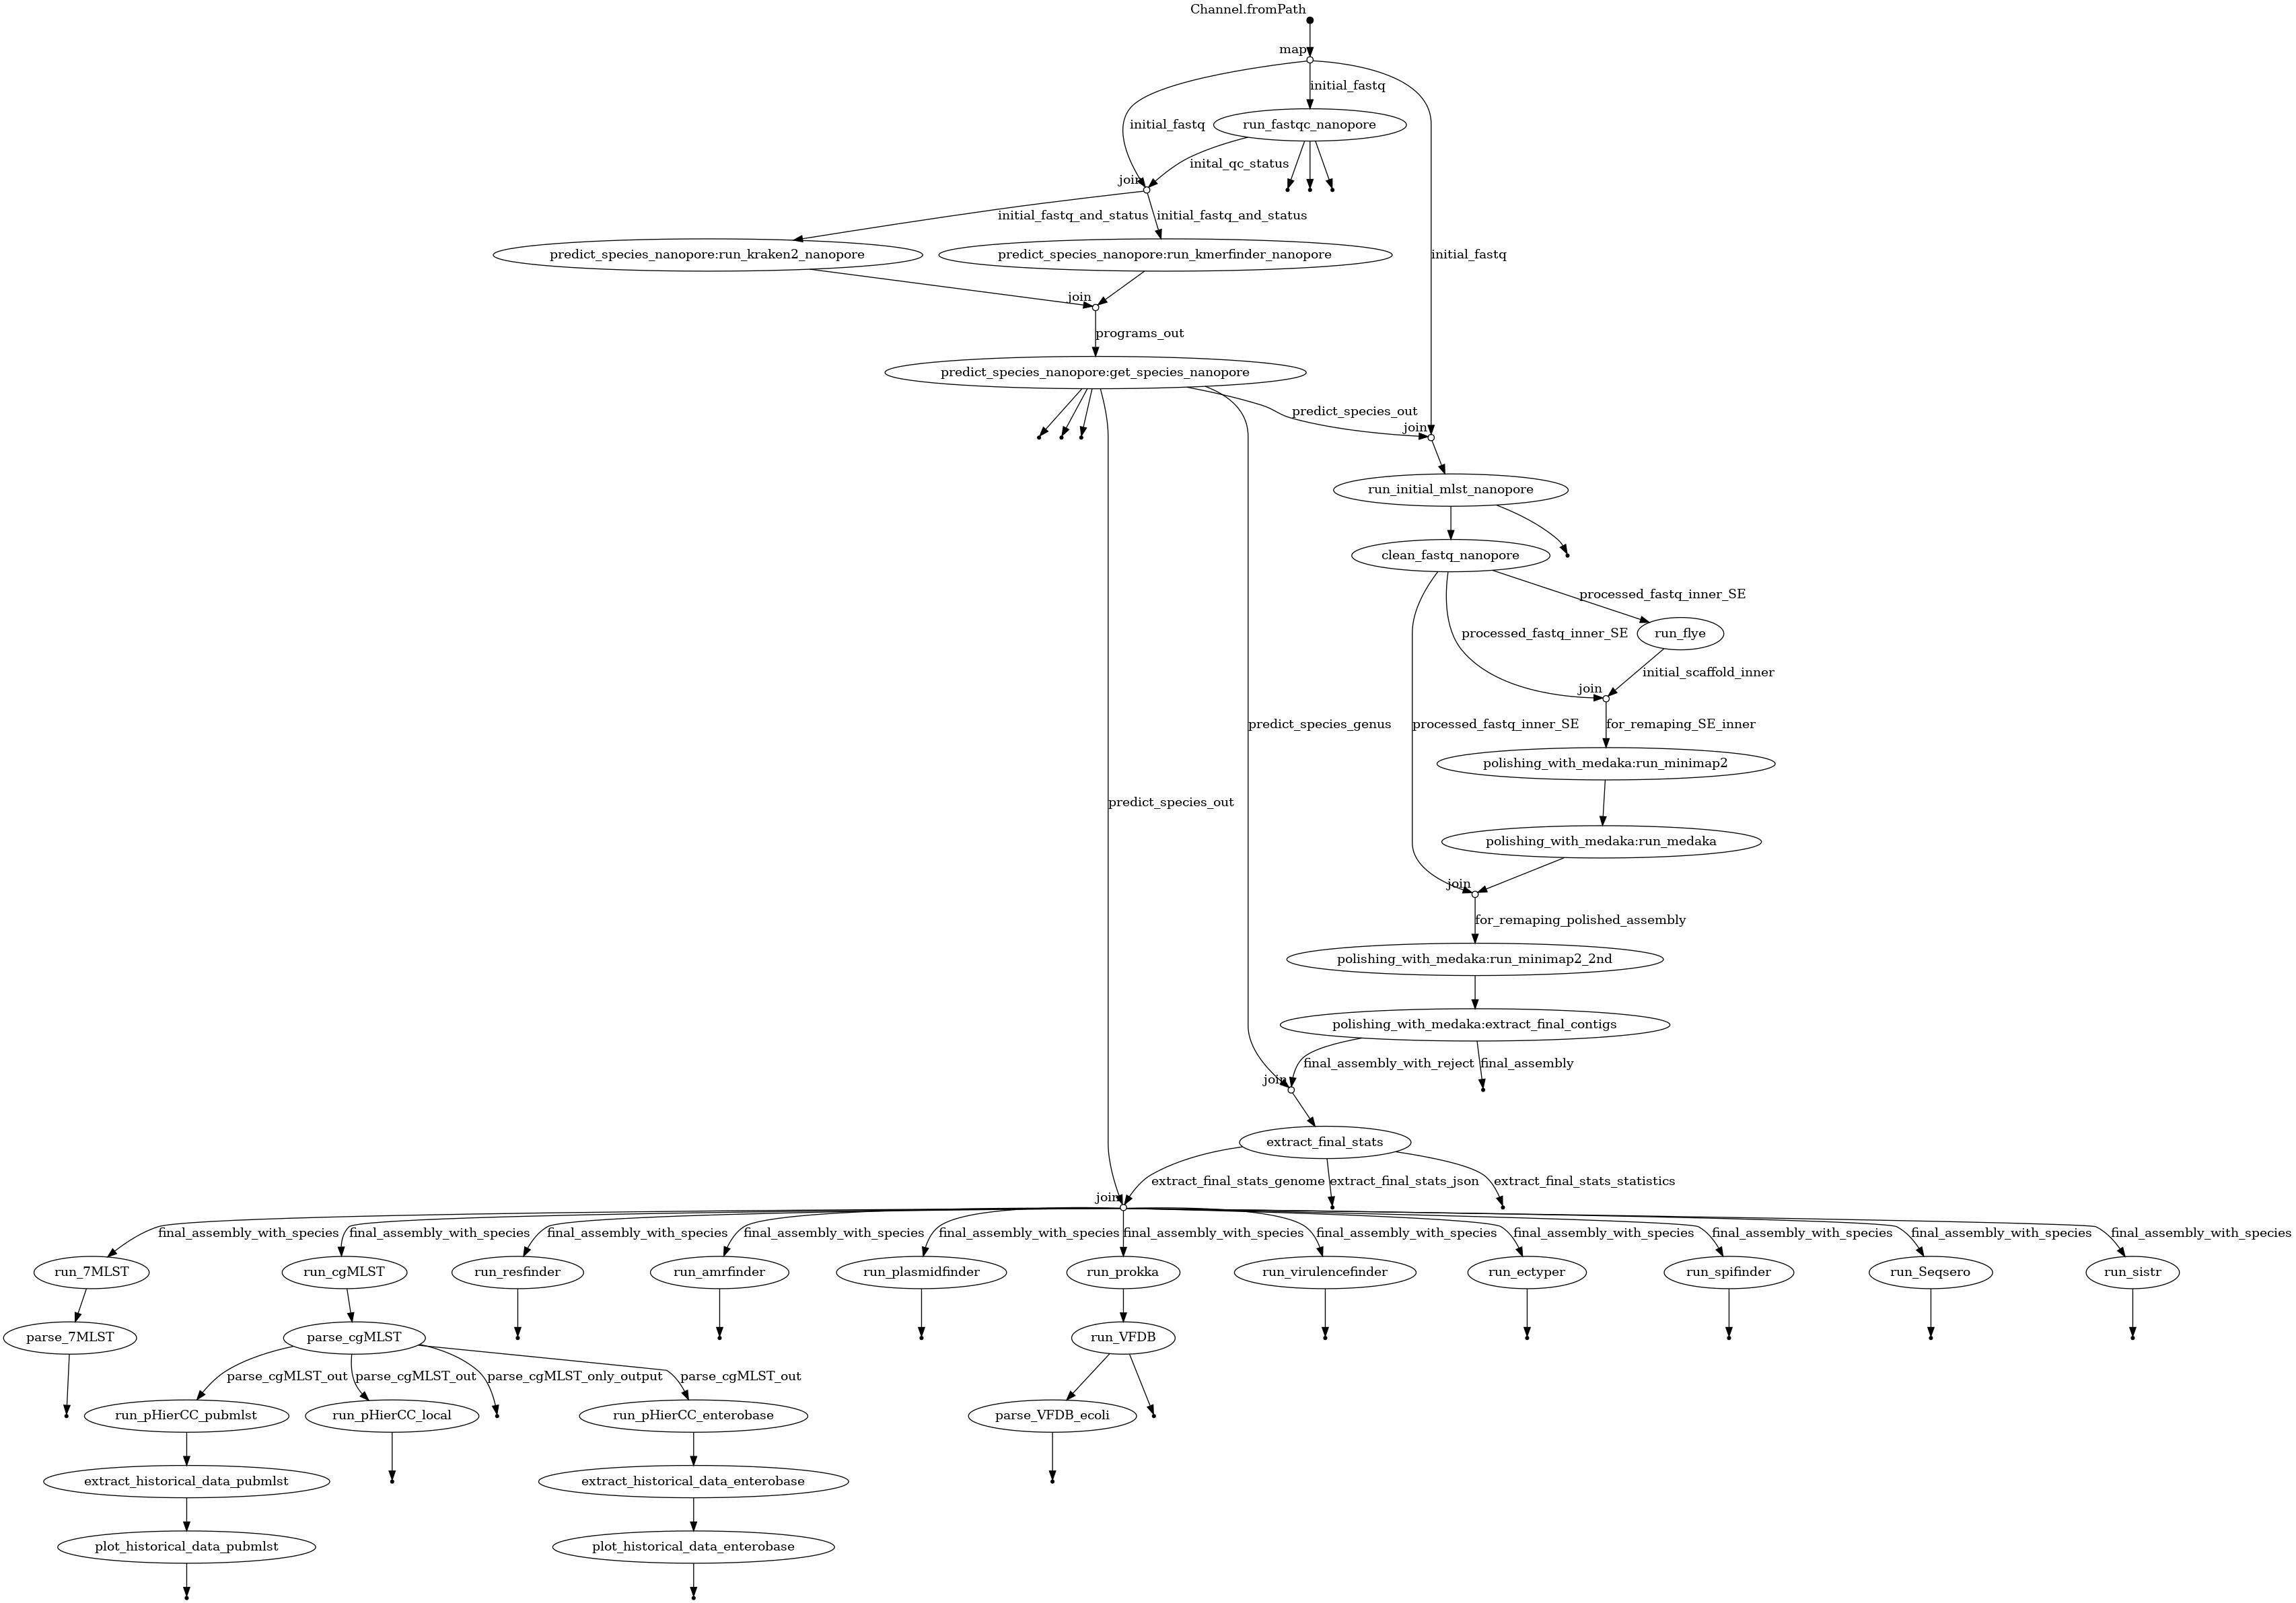 Channel.fromPath
map
initial_fastq
run_fastqc_nanopore
initial_fastq
inital_qc_status
join
initial_fastq_and_status
initial_fastq_and_status
predict_species_nanopore:run_kraken2_nanopore
predict_species_nanopore:run_kmerfinder_nanopore
initial_fastq
join
programs_out
predict_species_nanopore:get_species_nanopore
predict_species_out
join
run_initial_mlst_nanopore
clean_fastq_nanopore
processed_fastq_inner_SE
processed_fastq_inner_SE
run_flye
initial_scaffold_inner
join
predict_species_genus
processed_fastq_inner_SE
for_remaping_SE_inner
polishing_with_medaka:run_minimap2
predict_species_out
polishing_with_medaka:run_medaka
join
for_remaping_polished_assembly
polishing_with_medaka:run_minimap2_2nd
polishing_with_medaka:extract_final_contigs
final_assembly_with_reject
final_assembly
join
extract_final_stats
extract_final_stats_genome
extract_final_stats_json
extract_final_stats_statistics
join
final_assembly_with_species
final_assembly_with_species
final_assembly_with_species
final_assembly_with_species
final_assembly_with_species
final_assembly_with_species
final_assembly_with_species
final_assembly_with_species
final_assembly_with_species
final_assembly_with_species
final_assembly_with_species
run_7MLST
run_cgMLST
run_resfinder
run_amrfinder
run_plasmidfinder
run_prokka
run_virulencefinder
run_ectyper
run_spifinder
run_Seqsero
run_sistr
parse_7MLST
parse_cgMLST
run_VFDB
parse_cgMLST_out
parse_cgMLST_out
parse_cgMLST_only_output
parse_cgMLST_out
run_pHierCC_pubmlst
run_pHierCC_local
run_pHierCC_enterobase
parse_VFDB_ecoli
extract_historical_data_pubmlst
extract_historical_data_enterobase
plot_historical_data_pubmlst
plot_historical_data_enterobase